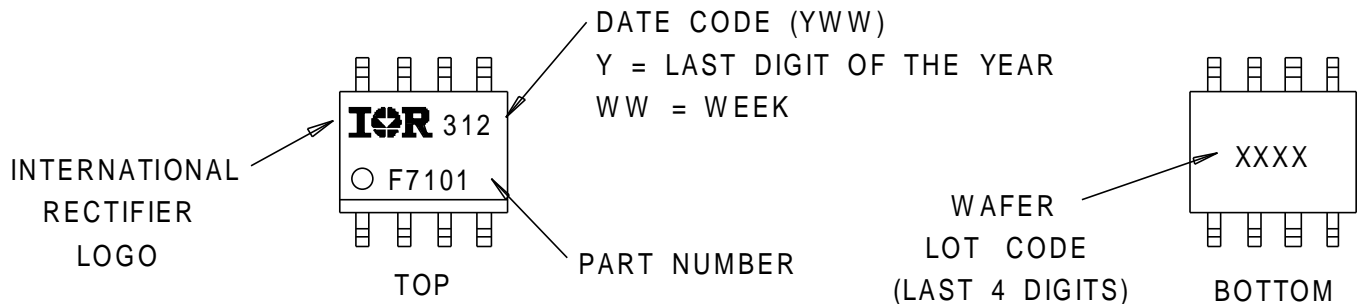 DATE CODE (YWW)
Y = LAST DIGIT OF THE YEAR
WW = WEEK
IOR 312
F7101
INTERNATIONAL
RECTIFIER
LOGO
PART NUMBER
TOP
XXXX
WAFER
LOT CODE
(LAST 4 DIGITS)
BOTTOM